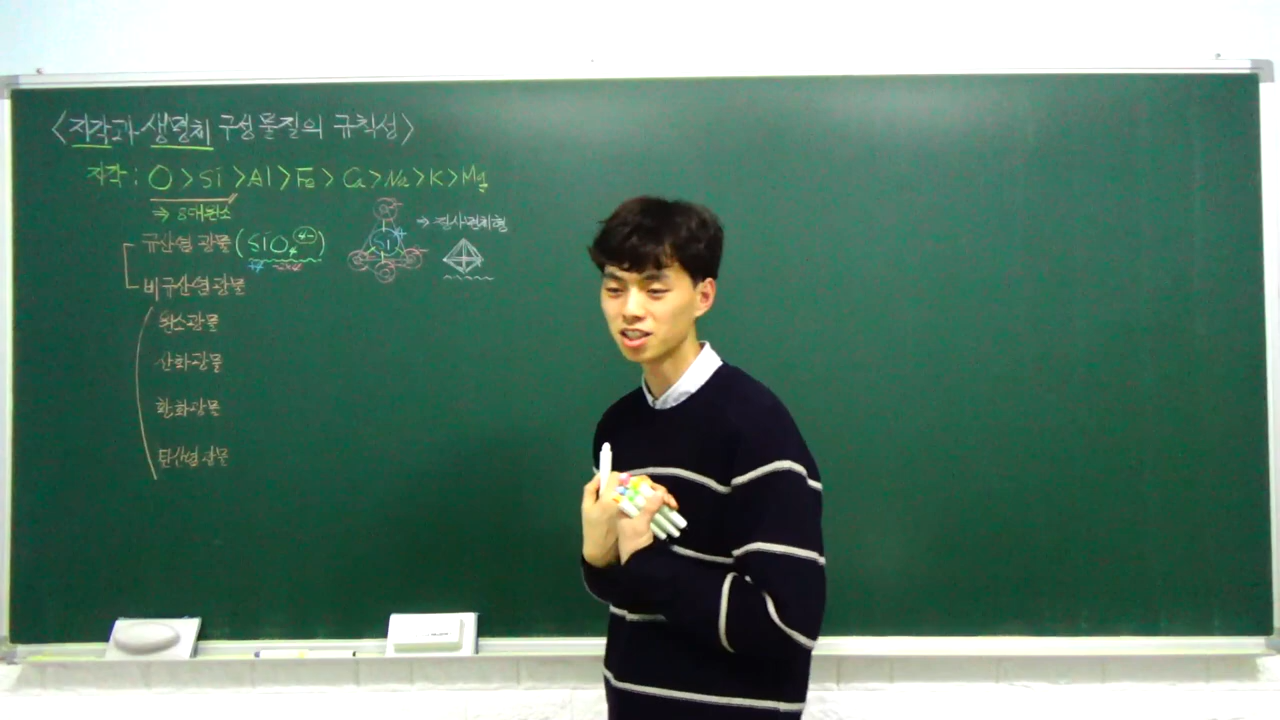 <지각과 생명체 구성물질의 규칙성>
지각 : O > Si > Al > Fe > Ca > Na > K > Mg
⇒ 8대원소
규산염 광물 (SiO₄⁴⁻)
+4 -2×4
Si
⇒ 정사면체형
비규산염광물
원소광물
산화광물
황화광물
탄산염광물